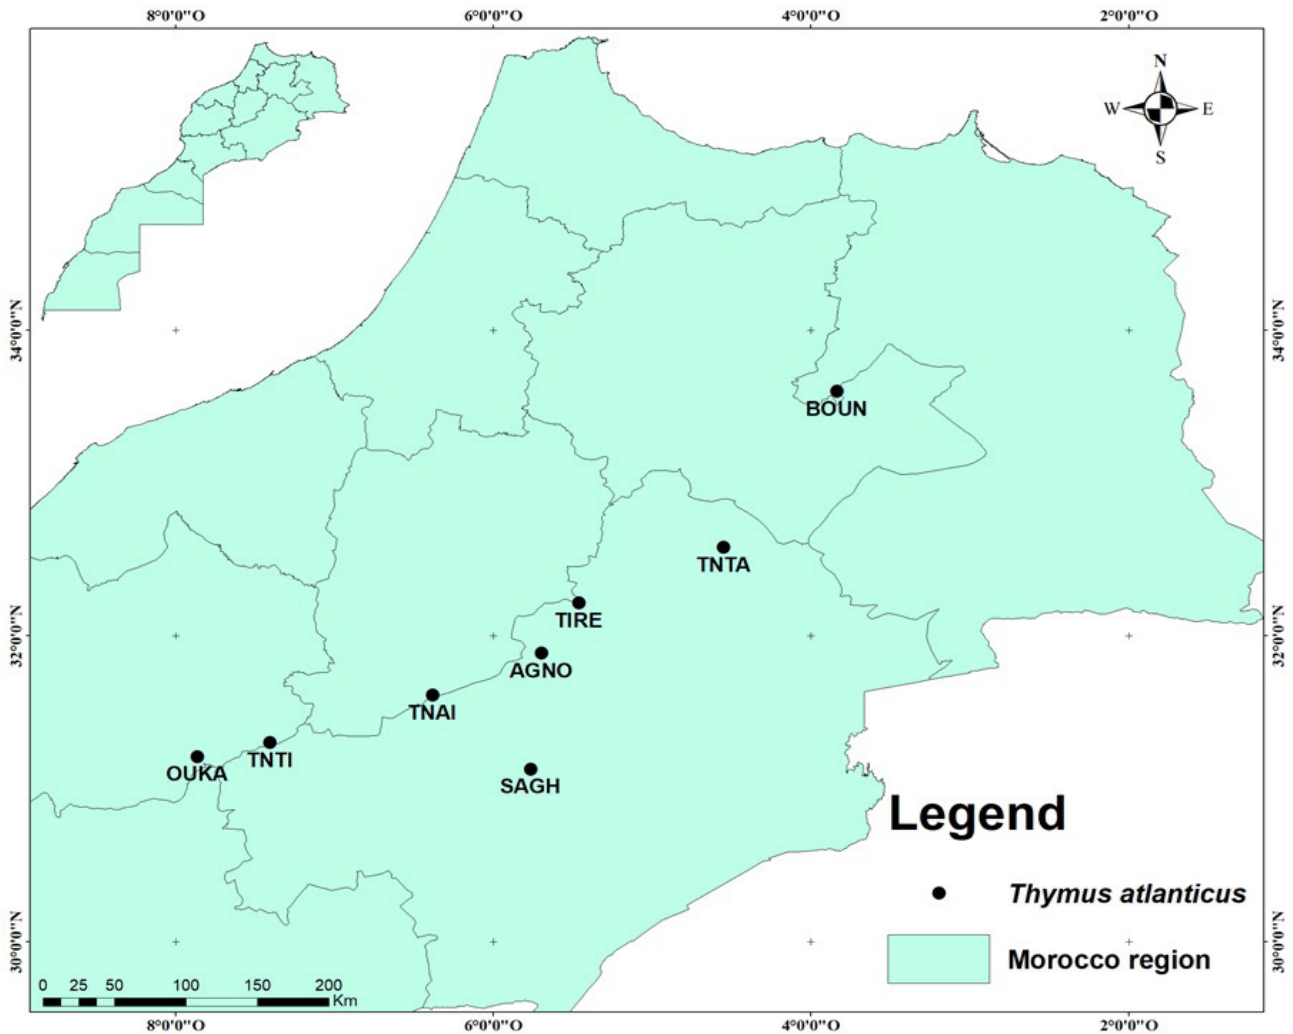 8°0'0"O 6°0'0"O 4°0'0"O 2°0'0"O
N
W E
S
34°0'0"N 34°0'0"N
BOUN
TNTA
TIRE
32°0'0"N 32°0'0"N
AGNO
TNAI
TNTI
OUKA
SAGH
Legend
Thymus atlanticus
30°0'0"N 30°0'0"N
Morocco region
0 25 50 100 150 200
Km
8°0'0"O 6°0'0"O 4°0'0"O 2°0'0"O